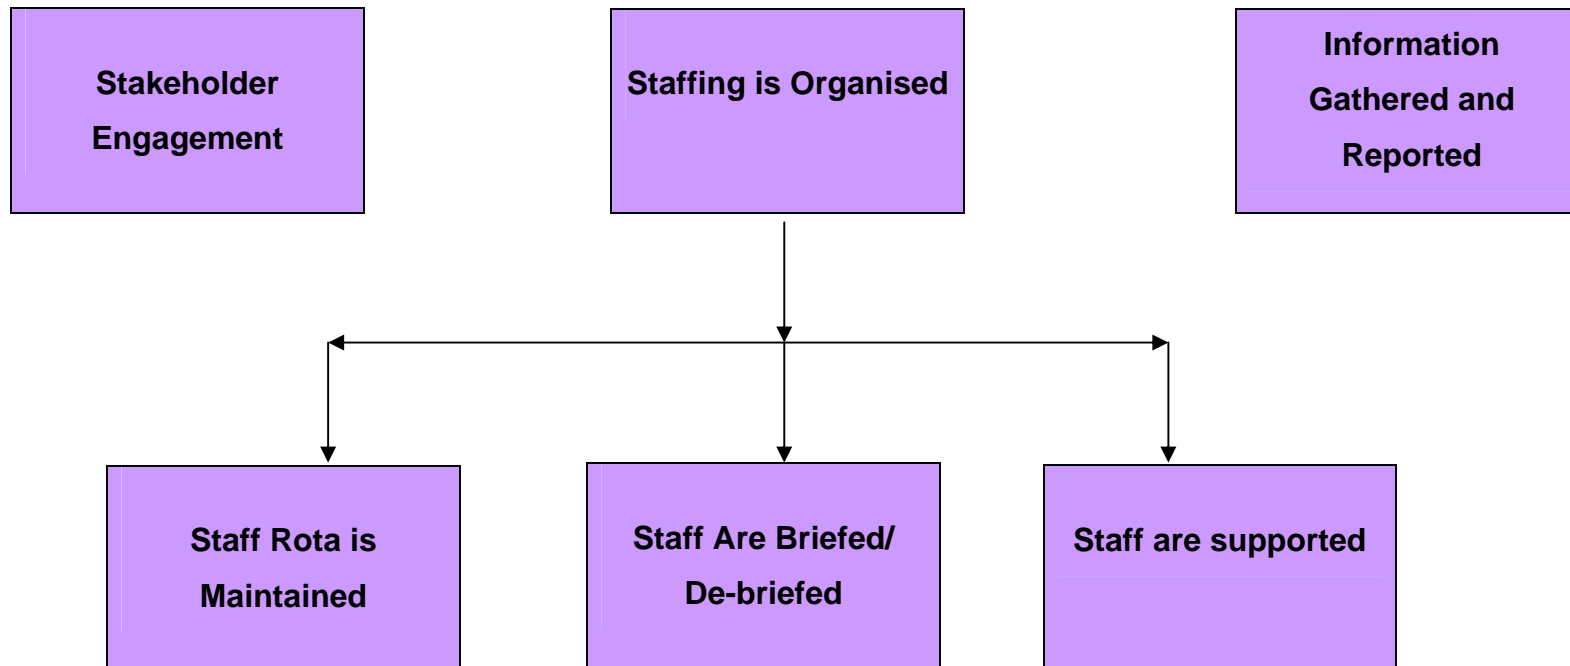 Stakeholder
Engagement
Staffing is Organised
Information
Gathered and
Reported
Staff Rota is
Maintained
Staff Are Briefed/
De-briefed
Staff are supported